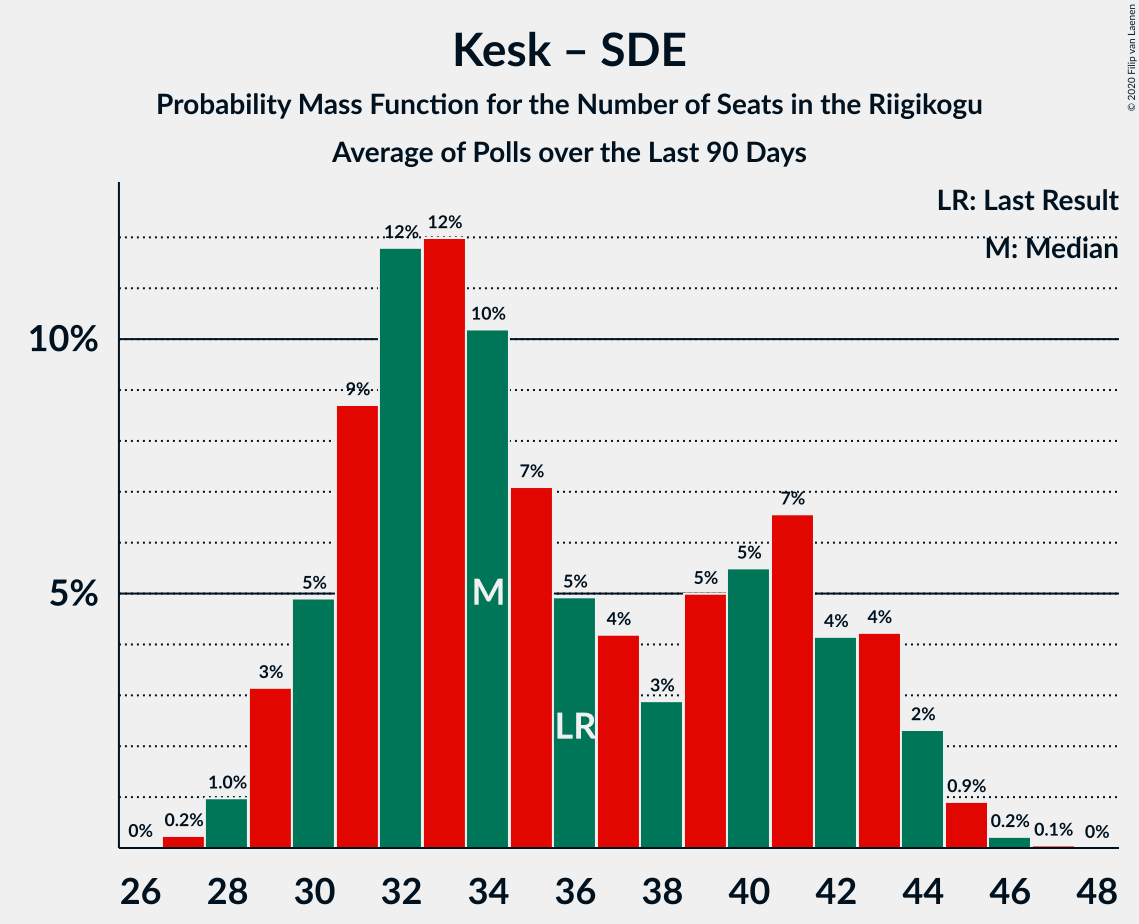 Kesk – SDE
Probability Mass Function for the Number of Seats in the Riigikogu
Average of Polls over the Last 90 Days
© 2020 Filip van Laenen
LR: Last Result
M: Median
10%
5%
0%
0.2%
1.0%
3%
5%
9%
12%
12%
10%
7%
5%
4%
3%
5%
5%
7%
4%
4%
2%
0.9%
0.2%
0.1%
0%
M
LR
26 28 30 32 34 36 38 40 42 44 46 48